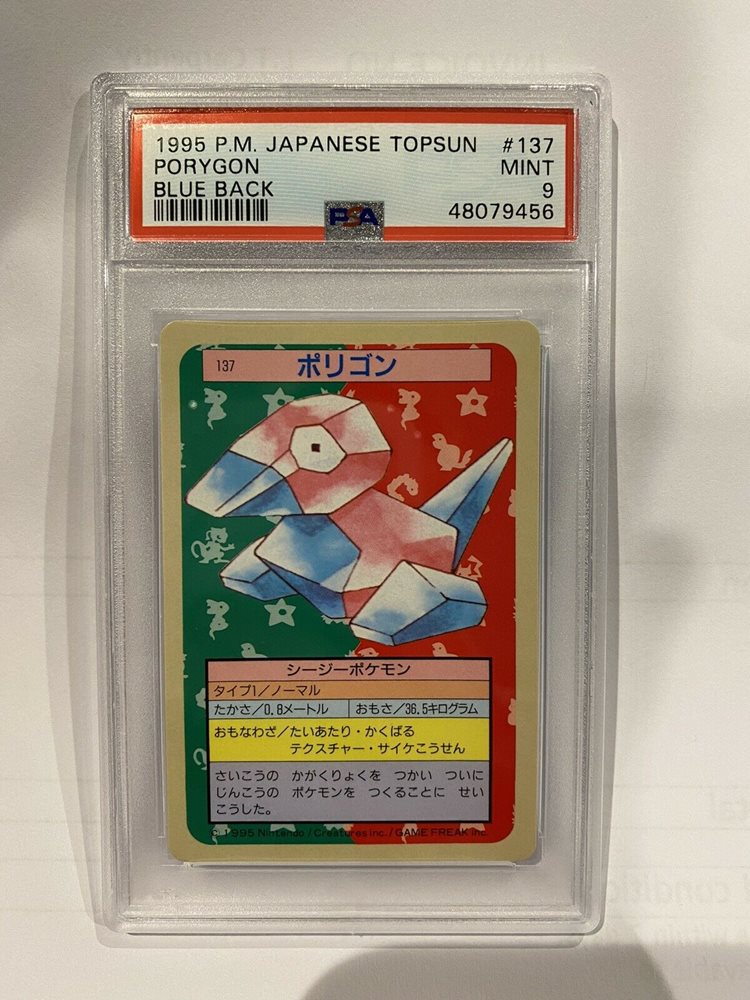 1995 P.M. JAPANESE TOPSUN #137
PORYGON MINT
BLUE BACK 9
PSA 48079456
137 ポリゴン
シージーポケモン
タイプ1/ノーマル
たかさ/0.8メートル おもさ/36.5キログラム
おもなわざ/たいあたり・かくばる
テクスチャー・サイケこうせん
さいこうの かがくりょくを つかい ついに
じんこうの ポケモンを つくることに せい
こうした。
© 1995 Nintendo / Creatures inc. / GAME FREAK inc.